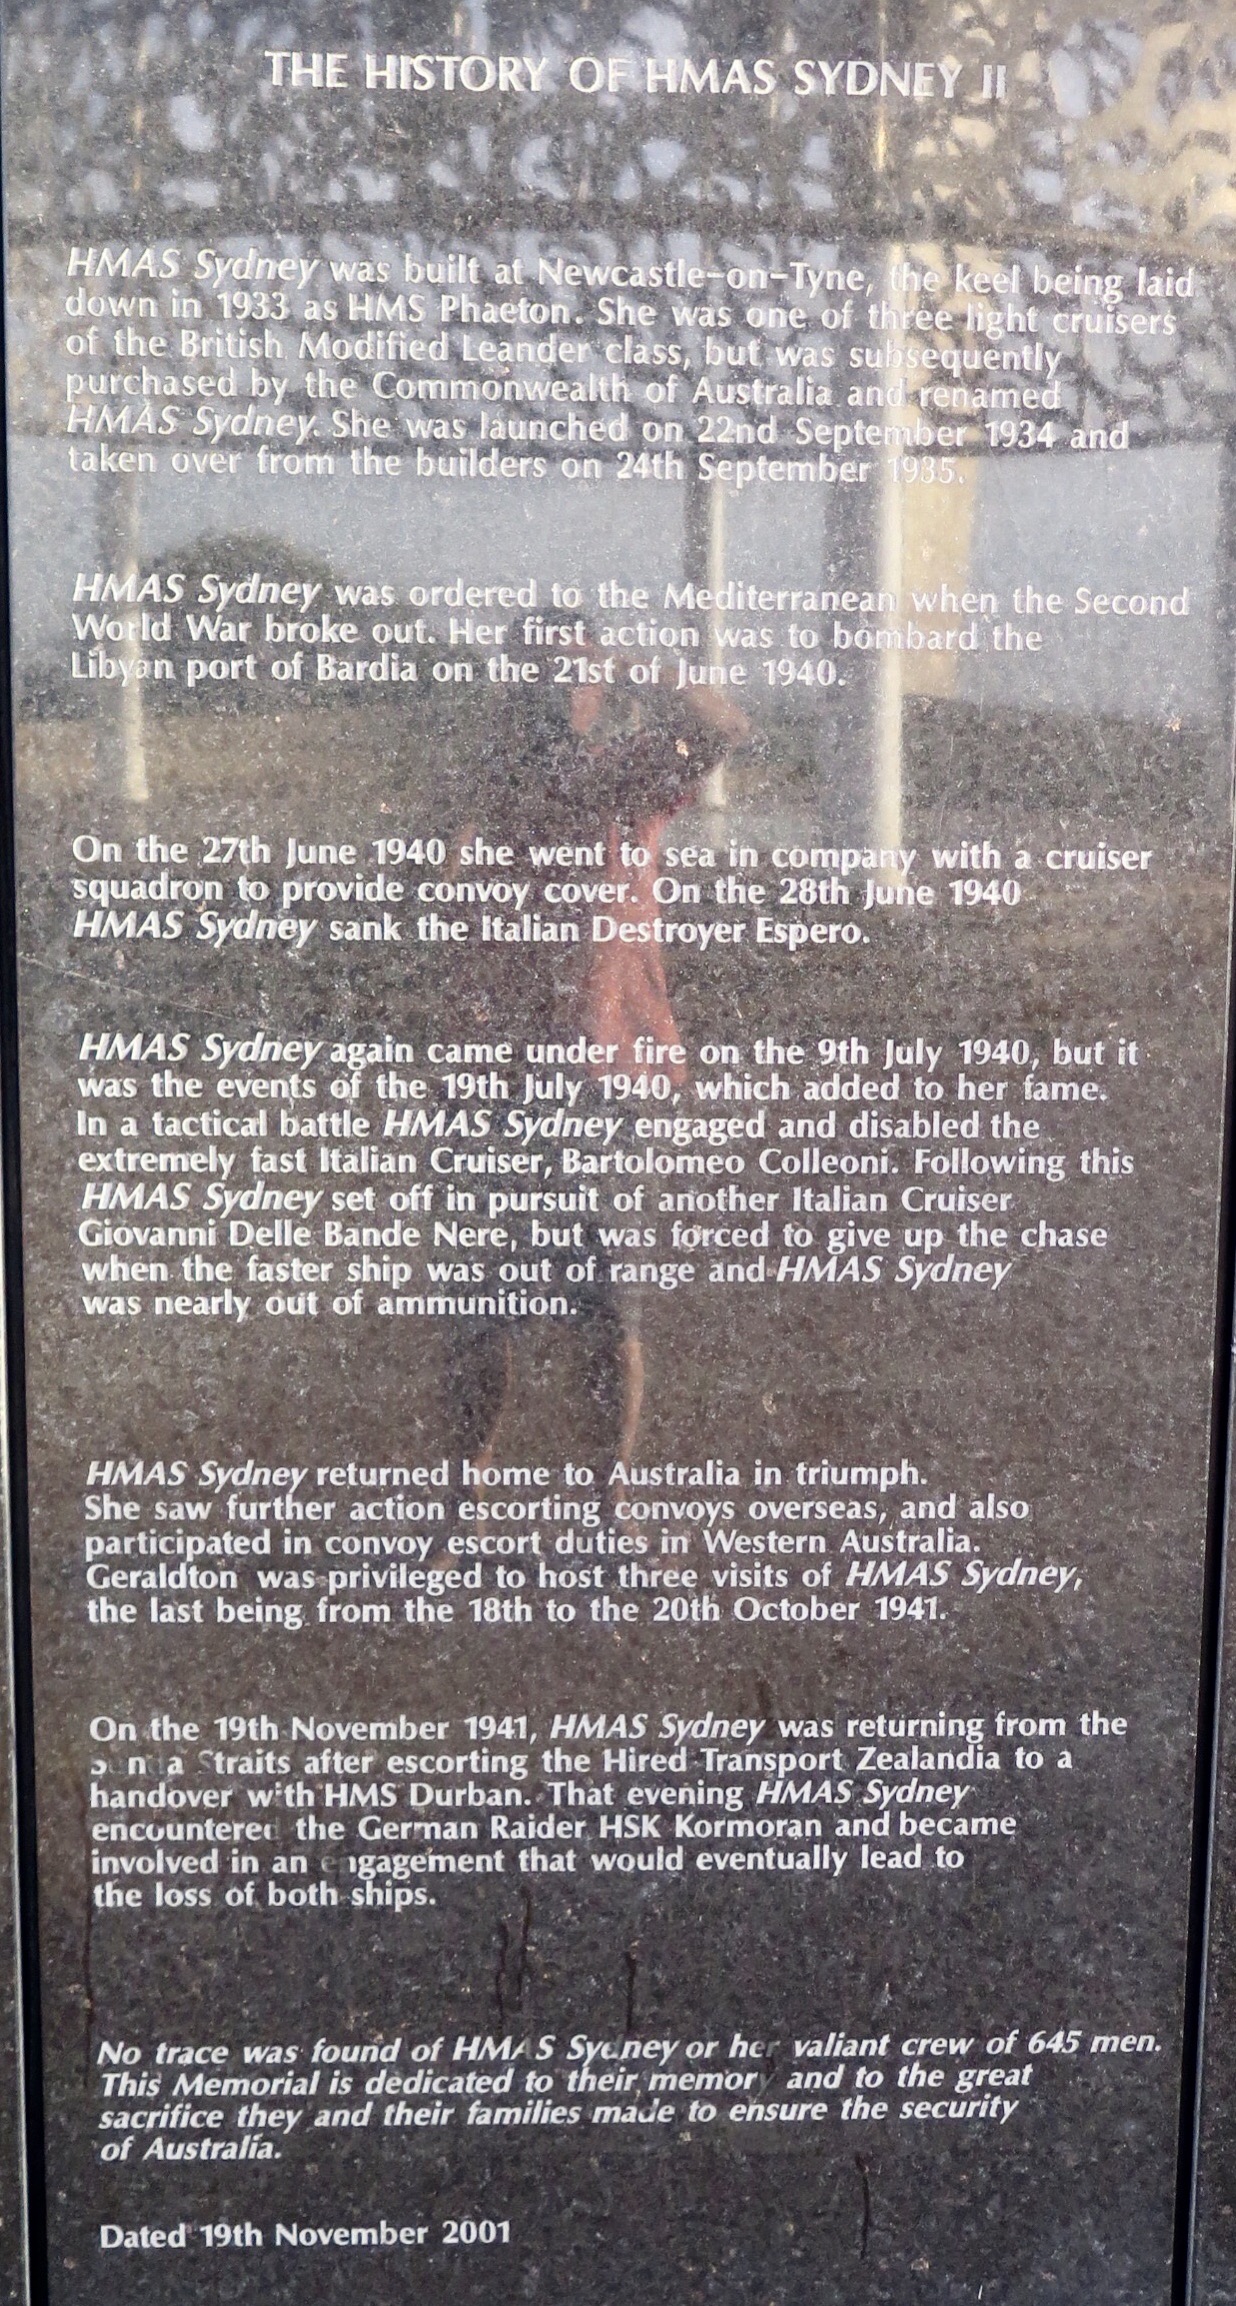 THE HISTORY OF HMAS SYDNEY II
HMAS Sydney was built at Newcastle-on-Tyne, the keel being laid
down in 1933 as HMS Phaeton. She was one of three light cruisers
of the British Modified Leander class, but was subsequently
purchased by the Commonwealth of Australia and renamed
HMAS Sydney. She was launched on 22nd September 1934 and
taken over from the builders on 24th September 1935.
HMAS Sydney was ordered to the Mediterranean when the Second
World War broke out. Her first action was to bombard the
Libyan port of Bardia on the 21st of June 1940.
On the 27th June 1940 she went to sea in company with a cruiser
squadron to provide convoy cover. On the 28th June 1940
HMAS Sydney sank the Italian Destroyer Espero.
HMAS Sydney again came under fire on the 9th July 1940, but it
was the events of the 19th July 1940, which added to her fame.
In a tactical battle HMAS Sydney engaged and disabled the
extremely fast Italian Cruiser, Bartolomeo Colleoni. Following this
HMAS Sydney set off in pursuit of another Italian Cruiser
Giovanni Delle Bande Nere, but was forced to give up the chase
when the faster ship was out of range and HMAS Sydney
was nearly out of ammunition.
HMAS Sydney returned home to Australia in triumph.
She saw further action escorting convoys overseas, and also
participated in convoy escort duties in Western Australia.
Geraldton was privileged to host three visits of HMAS Sydney,
the last being from the 18th to the 20th October 1941.
On the 19th November 1941, HMAS Sydney was returning from the
Sunda Straits after escorting the Hired Transport Zealandia to a
handover with HMS Durban. That evening HMAS Sydney
encountered the German Raider HSK Kormoran and became
involved in an engagement that would eventually lead to
the loss of both ships.
No trace was found of HMAS Sydney or her valiant crew of 645 men.
This Memorial is dedicated to their memory and to the great
sacrifice they and their families made to ensure the security
of Australia.
Dated 19th November 2001